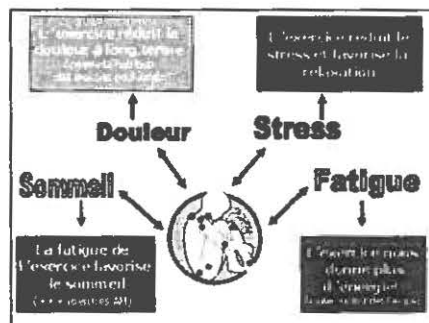 L'exercice réduit la
douleur à long terme
L'exercice réduit le
stress et favorise la
relaxation
Douleur
Stress
Sommeil
Fatigue
La fatigue de
l'exercice favorise
le sommeil
L'exercice nous
donne plus
d'énergie